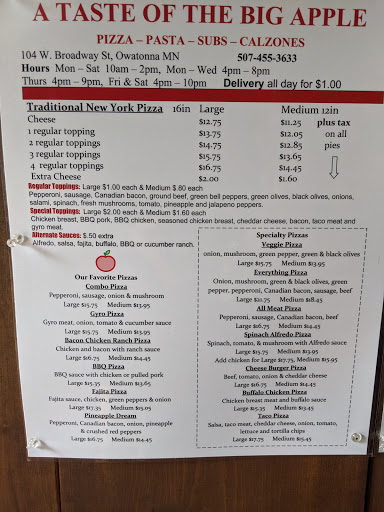 A TASTE OF THE BIG APPLE
PIZZA – PASTA – SUBS – CALZONES
104 W. Broadway St, Owatonna MN 507-455-3633
Hours Mon – Sat 10am – 2pm, Mon – Wed 4pm – 8pm
Thurs 4pm – 9pm, Fri & Sat 4pm – 10pm Delivery all day for $1.00
Traditional New York Pizza 16in Large Medium 12in
Cheese $12.75 $11.25 plus tax
1 regular topping $13.75 $12.05 on all
2 regular toppings $14.75 $12.85 pies
3 regular toppings $15.75 $13.65
4 regular toppings $16.75 $14.45
Extra Cheese $2.00 $1.60
Regular Toppings: Large $1.00 each & Medium $.80 each
Pepperoni, sausage, Canadian bacon, ground beef, green bell peppers, green olives, black olives, onions,
salami, spinach, fresh mushrooms, tomato, pineapple and jalapeno peppers.
Special Toppings: Large $2.00 each & Medium $1.60 each
Chicken breast, BBQ pork, BBQ chicken, seasoned chicken breast, cheddar cheese, bacon, taco meat and
gyro meat.
Alternate Sauces: $.50 extra
Alfredo, salsa, fajita, buffalo, BBQ or cucumber ranch.
Our Favorite Pizzas
Combo Pizza
Pepperoni, sausage, onion & mushroom
Large $15.75 Medium $13.95
Gyro Pizza
Gyro meat, onion, tomato & cucumber sauce
Large $15.75 Medium $13.95
Bacon Chicken Ranch Pizza
Chicken and bacon with ranch sauce
Large $16.75 Medium $14.45
BBQ Pizza
BBQ sauce with chicken or pulled pork
Large $15.35 Medium $13.65
Fajita Pizza
Fajita sauce, chicken, green peppers & onion
Large $17.35 Medium $15.05
Pineapple Dream
Pepperoni, Canadian bacon, onion, pineapple
& crushed red peppers
Large $16.75 Medium $14.45
Specialty Pizzas
Veggie Pizza
onion, mushroom, green pepper, green & black olives
Large $15.75 Medium $13.95
Everything Pizza
Onion, mushroom, green & black olives, green
pepper, pepperoni, Canadian bacon, sausage, beef
Large $21.75 Medium $18.45
All Meat Pizza
Pepperoni, sausage, Canadian bacon, beef
Large $16.75 Medium $14.45
Spinach Alfredo Pizza
Spinach, tomato, & mushroom with Alfredo sauce
Large $15.75 Medium $13.95
Add chicken for Large $17.75, Medium $15.95
Cheese Burger Pizza
Beef, tomato, onion & cheddar cheese
Large $16.75 Medium $14.45
Buffalo Chicken Pizza
Chicken breast meat and buffalo sauce
Large $15.35 Medium $13.65
Taco Pizza
Salsa, taco meat, cheddar cheese, onion, tomato,
lettuce and tortilla chips
Large $17.75 Medium $15.45